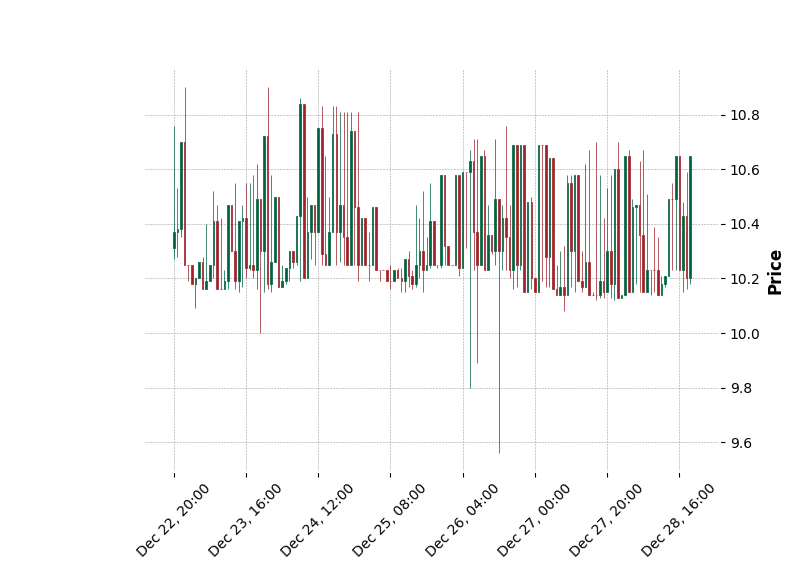 10.8
10.6
10.4
10.2
10.0
9.8
9.6
Price
Dec 22, 20:00
Dec 23, 16:00
Dec 24, 12:00
Dec 25, 08:00
Dec 26, 04:00
Dec 27, 00:00
Dec 27, 20:00
Dec 28, 16:00